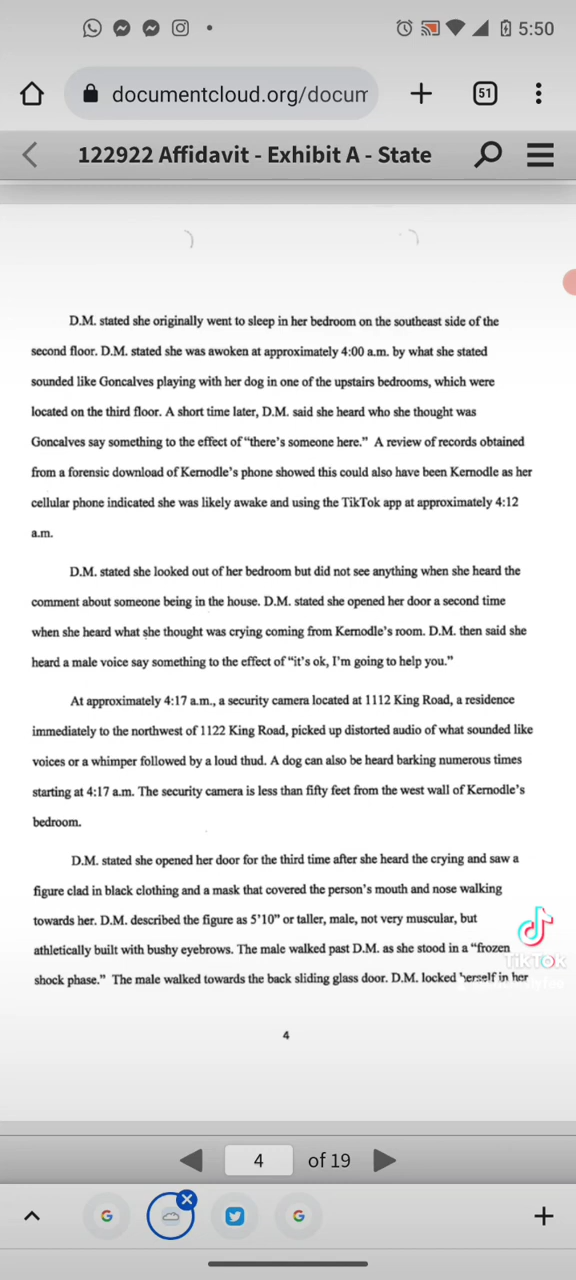 5:50
documentcloud.org/docum
51
122922 Affidavit - Exhibit A - State
D.M. stated she originally went to sleep in her bedroom on the southeast side of the
second floor. D.M. stated she was awoken at approximately 4:00 a.m. by what she stated
sounded like Goncalves playing with her dog in one of the upstairs bedrooms, which were
located on the third floor. A short time later, D.M. said she heard who she thought was
Goncalves say something to the effect of "there's someone here." A review of records obtained
from a forensic download of Kernodle's phone showed this could also have been Kernodle as her
cellular phone indicated she was likely awake and using the TikTok app at approximately 4:12
a.m.
D.M. stated she looked out of her bedroom but did not see anything when she heard the
comment about someone being in the house. D.M. stated she opened her door a second time
when she heard what she thought was crying coming from Kernodle's room. D.M. then said she
heard a male voice say something to the effect of "it's ok, I'm going to help you."
At approximately 4:17 a.m., a security camera located at 1112 King Road, a residence
immediately to the northwest of 1122 King Road, picked up distorted audio of what sounded like
voices or a whimper followed by a loud thud. A dog can also be heard barking numerous times
starting at 4:17 a.m. The security camera is less than fifty feet from the west wall of Kernodle's
bedroom.
D.M. stated she opened her door for the third time after she heard the crying and saw a
figure clad in black clothing and a mask that covered the person's mouth and nose walking
towards her. D.M. described the figure as 5'10" or taller, male, not very muscular, but
athletically built with bushy eyebrows. The male walked past D.M. as she stood in a "frozen
shock phase." The male walked towards the back sliding glass door. D.M. locked herself in her
TikTok
4
4 of 19